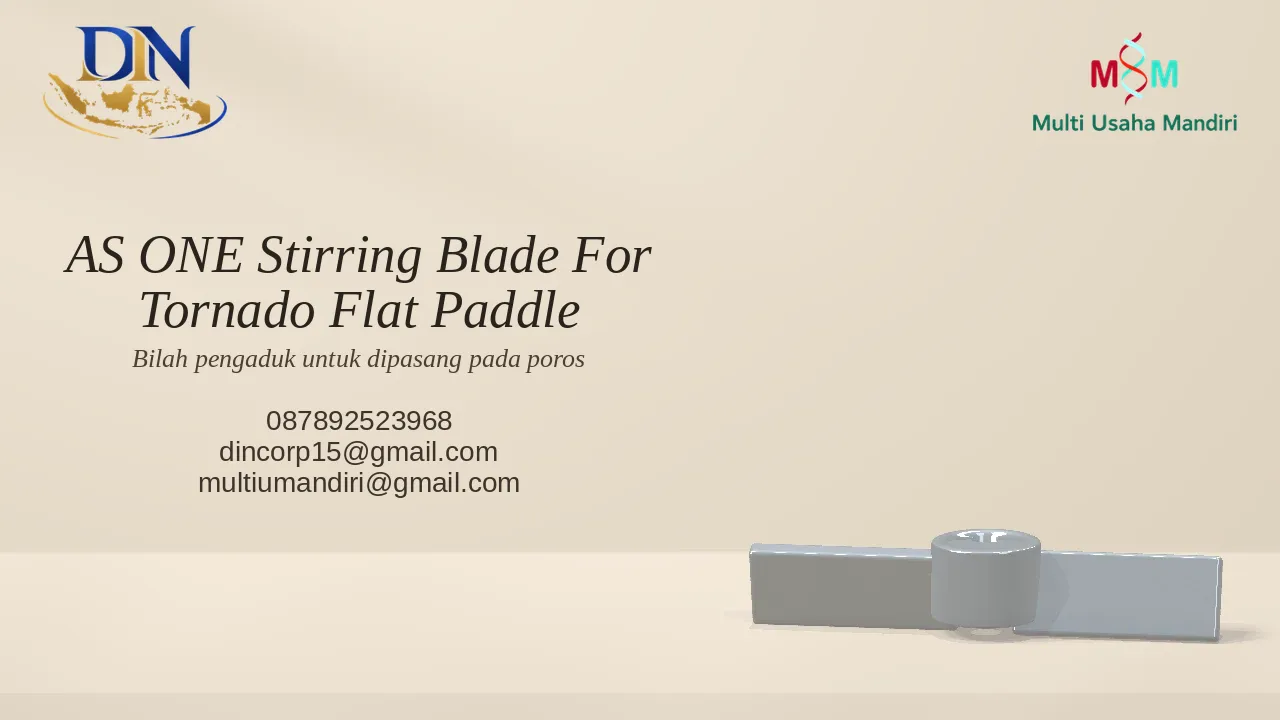 DIN
M M
Multi Usaha Mandiri
AS ONE Stirring Blade For
Tornado Flat Paddle
Bilah pengaduk untuk dipasang pada poros
087892523968
dincorp15@gmail.com
multiumandiri@gmail.com